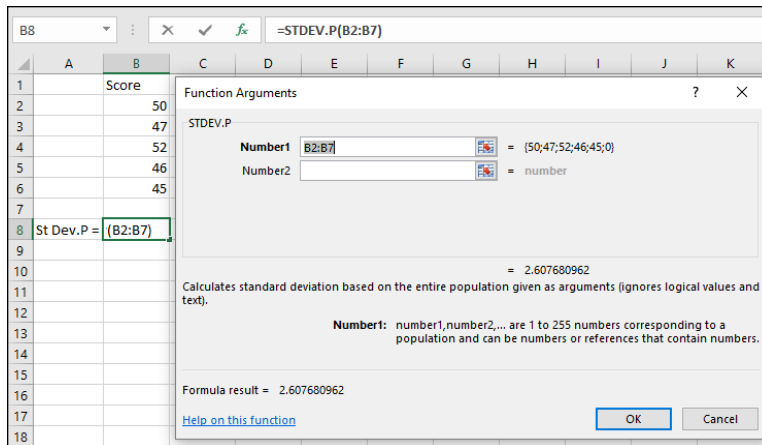 B8 fx =STDEV.P(B2:B7)
A B C D E F G H I J K
1 Score
2 50
3 47
4 52
5 46
6 45
7
8 St Dev.P = (B2:B7)
9
10
11
12
13
14
15
16
17
18
Function Arguments ? X
STDEV.P
Number1 B2:B7 = {50;47;52;46;45;0}
Number2 = number
= 2.607680962
Calculates standard deviation based on the entire population given as arguments (ignores logical values and
text).
Number1: number1,number2,... are 1 to 255 numbers corresponding to a
population and can be numbers or references that contain numbers.
Formula result = 2.607680962
Help on this function
OK Cancel